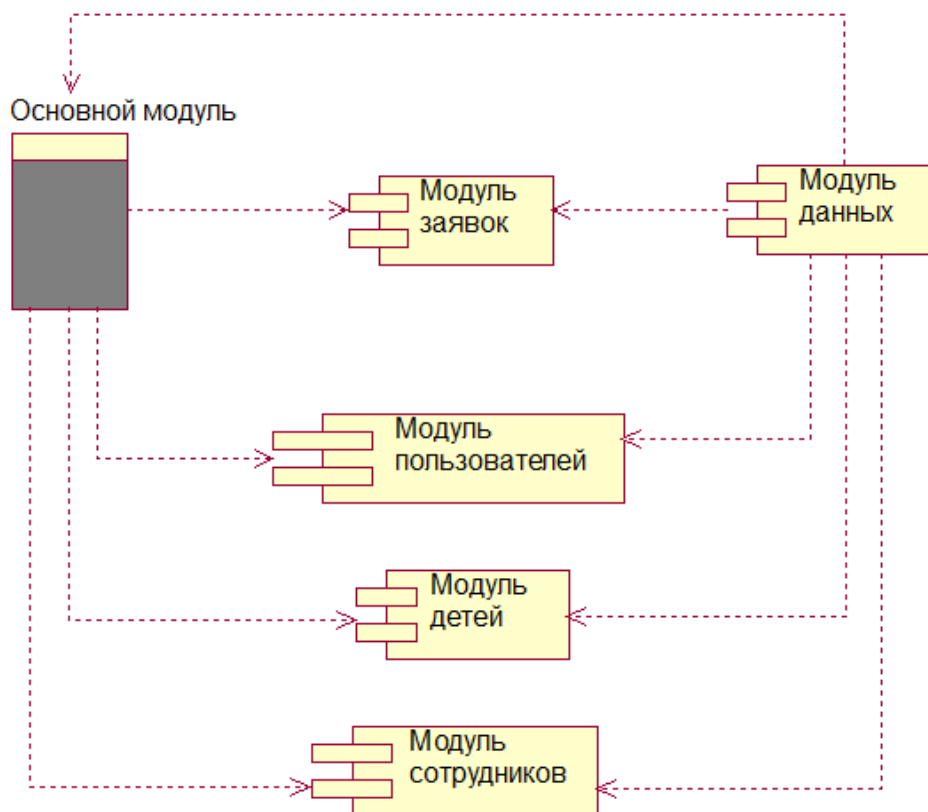 Основной модуль
Модуль
заявок
Модуль
данных
Модуль
пользователей
Модуль
детей
Модуль
сотрудников